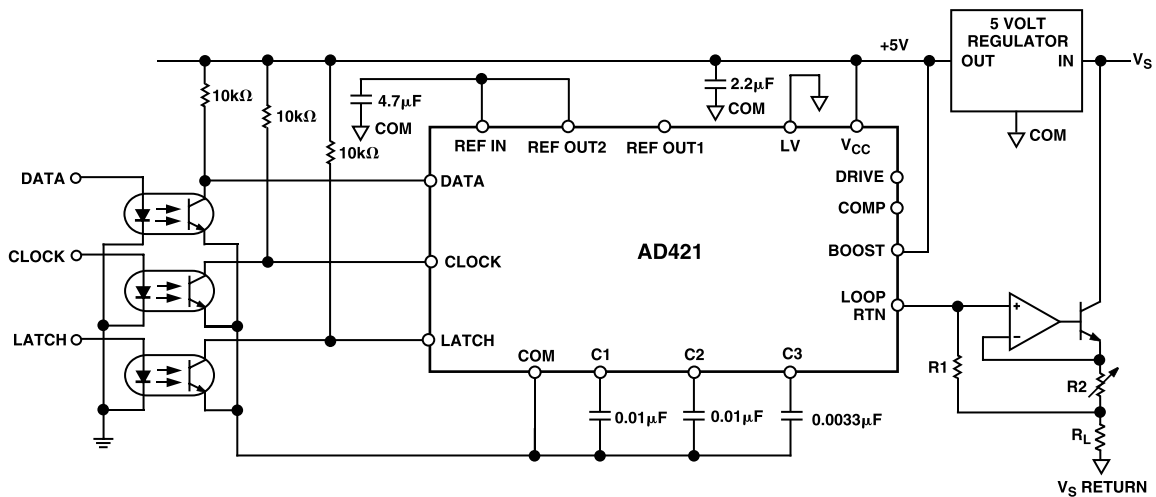 5 VOLT
REGULATOR
OUT IN
+5V
V_S
COM
10kΩ
10kΩ
10kΩ
4.7μF
COM
2.2μF
COM
REF IN
REF OUT2
REF OUT1
LV
V_CC
DATA
CLOCK
LATCH
DATA
CLOCK
LATCH
AD421
DRIVE
COMP
BOOST
LOOP
RTN
+
−
COM
C1
C2
C3
0.01μF
0.01μF
0.0033μF
R1
R2
R_L
V_S RETURN